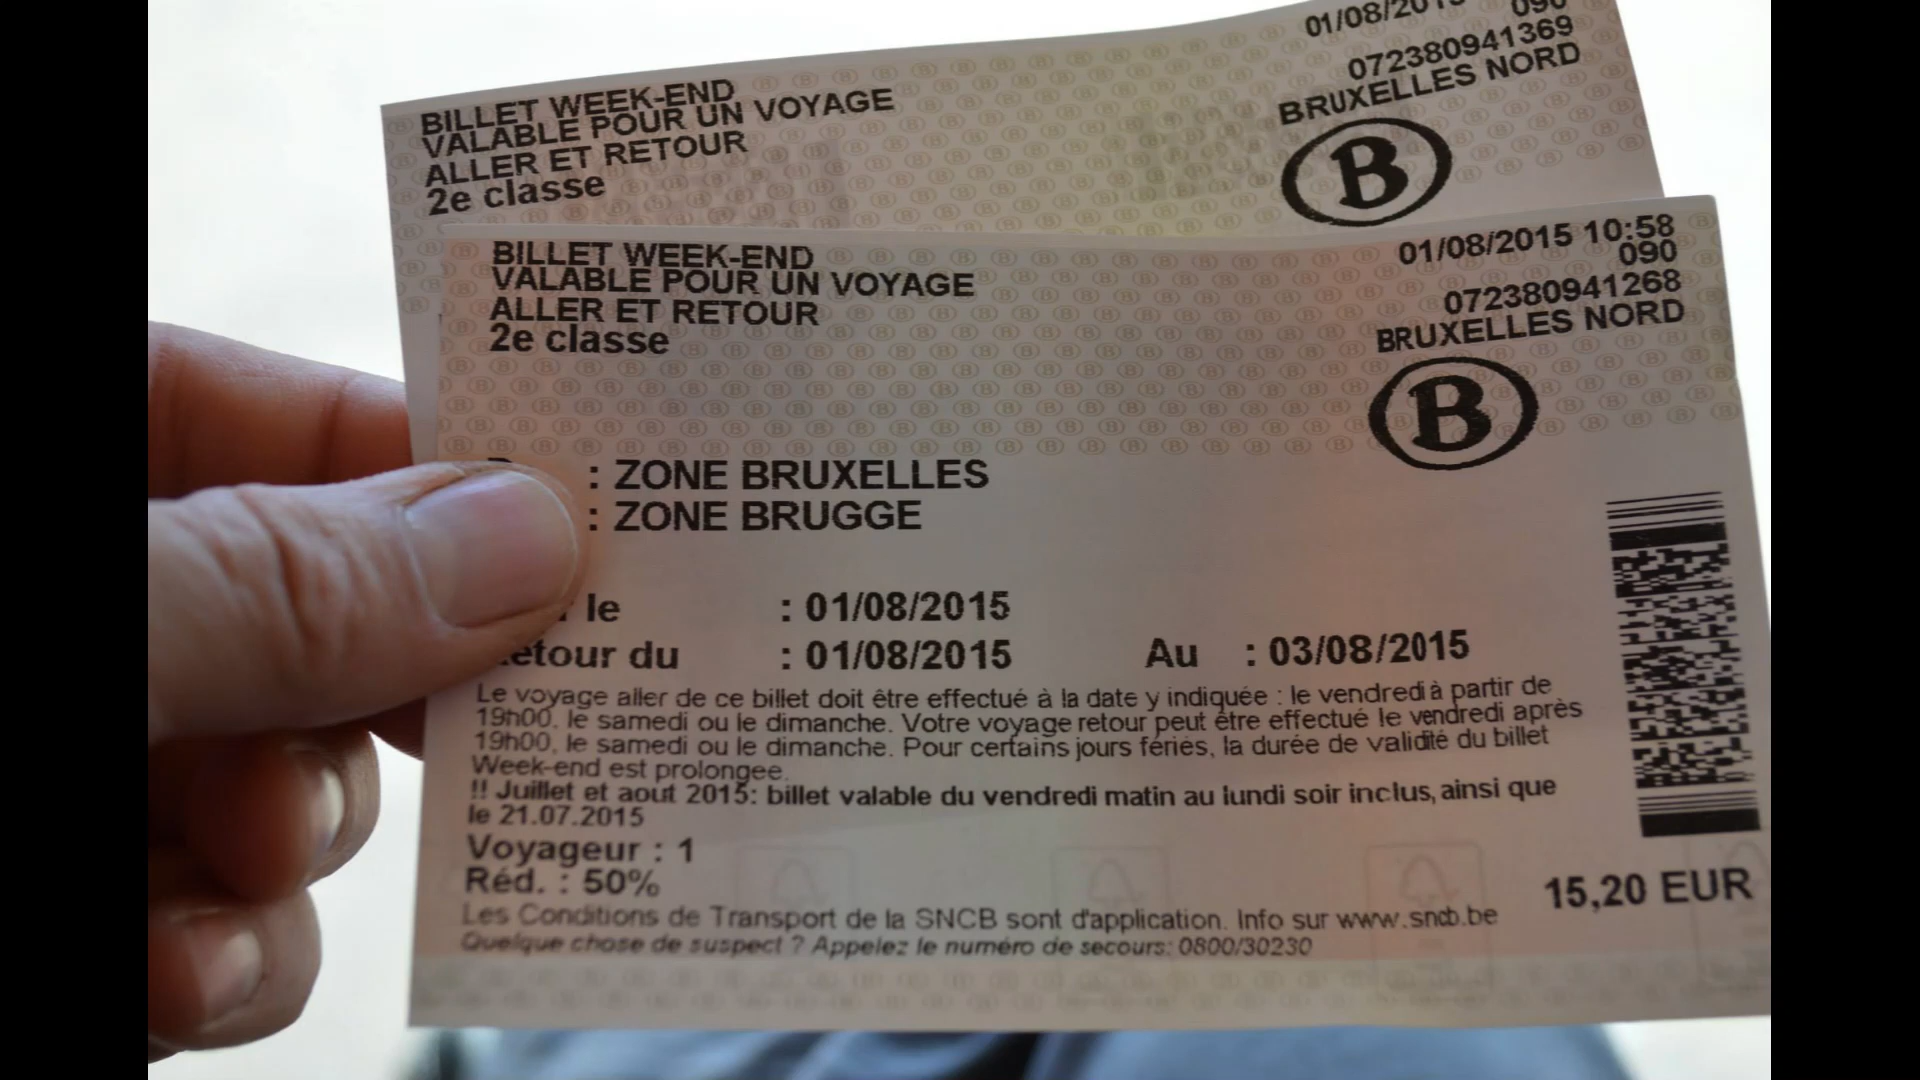 01/08/2015
090
072380941369
BRUXELLES NORD
BILLET WEEK-END
VALABLE POUR UN VOYAGE
ALLER ET RETOUR
2e classe
B
BILLET WEEK-END
VALABLE POUR UN VOYAGE
ALLER ET RETOUR
2e classe
01/08/2015 10:58
090
072380941268
BRUXELLES NORD
B
: ZONE BRUXELLES
: ZONE BRUGGE
le : 01/08/2015
etour du : 01/08/2015 Au : 03/08/2015
Le voyage aller de ce billet doit être effectué à la date y indiquée : le vendredi à partir de
19h00, le samedi ou le dimanche. Votre voyage retour peut être effectué le vendredi après
19h00, le samedi ou le dimanche. Pour certains jours fériés, la durée de validité du billet
Week-end est prolongee.
!! Juillet et aout 2015: billet valable du vendredi matin au lundi soir inclus, ainsi que
le 21.07.2015
Voyageur : 1
Réd. : 50%
15,20 EUR
Les Conditions de Transport de la SNCB sont d'application. Info sur www.sncb.be
Quelque chose de suspect ? Appelez le numéro de secours: 0800/30230